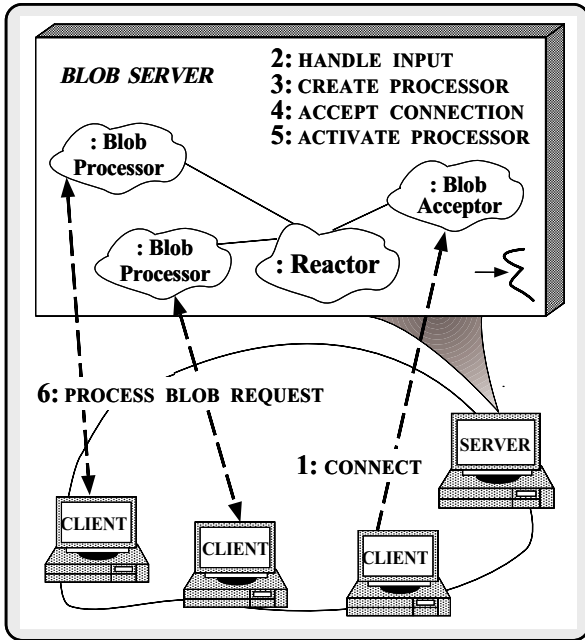 BLOB SERVER
2: HANDLE INPUT
3: CREATE PROCESSOR
4: ACCEPT CONNECTION
5: ACTIVATE PROCESSOR
: Blob
Processor
: Blob
Acceptor
: Blob
Processor
: Reactor
6: PROCESS BLOB REQUEST
1: CONNECT
SERVER
CLIENT
CLIENT
CLIENT